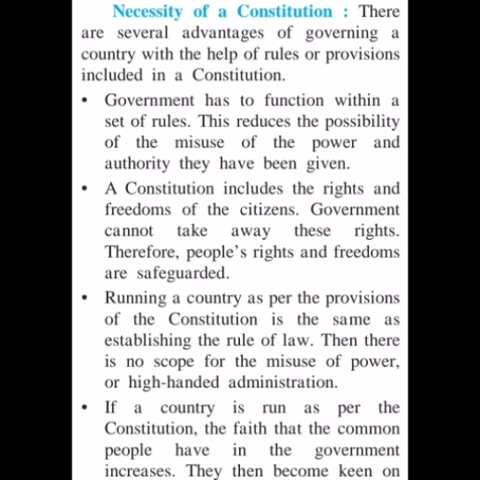 Necessity of a Constitution : There
are several advantages of governing a
country with the help of rules or provisions
included in a Constitution.
• Government has to function within a
set of rules. This reduces the possibility
of the misuse of the power and
authority they have been given.
• A Constitution includes the rights and
freedoms of the citizens. Government
cannot take away these rights.
Therefore, people's rights and freedoms
are safeguarded.
• Running a country as per the provisions
of the Constitution is the same as
establishing the rule of law. Then there
is no scope for the misuse of power,
or high-handed administration.
• If a country is run as per the
Constitution, the faith that the common
people have in the government
increases. They then become keen on